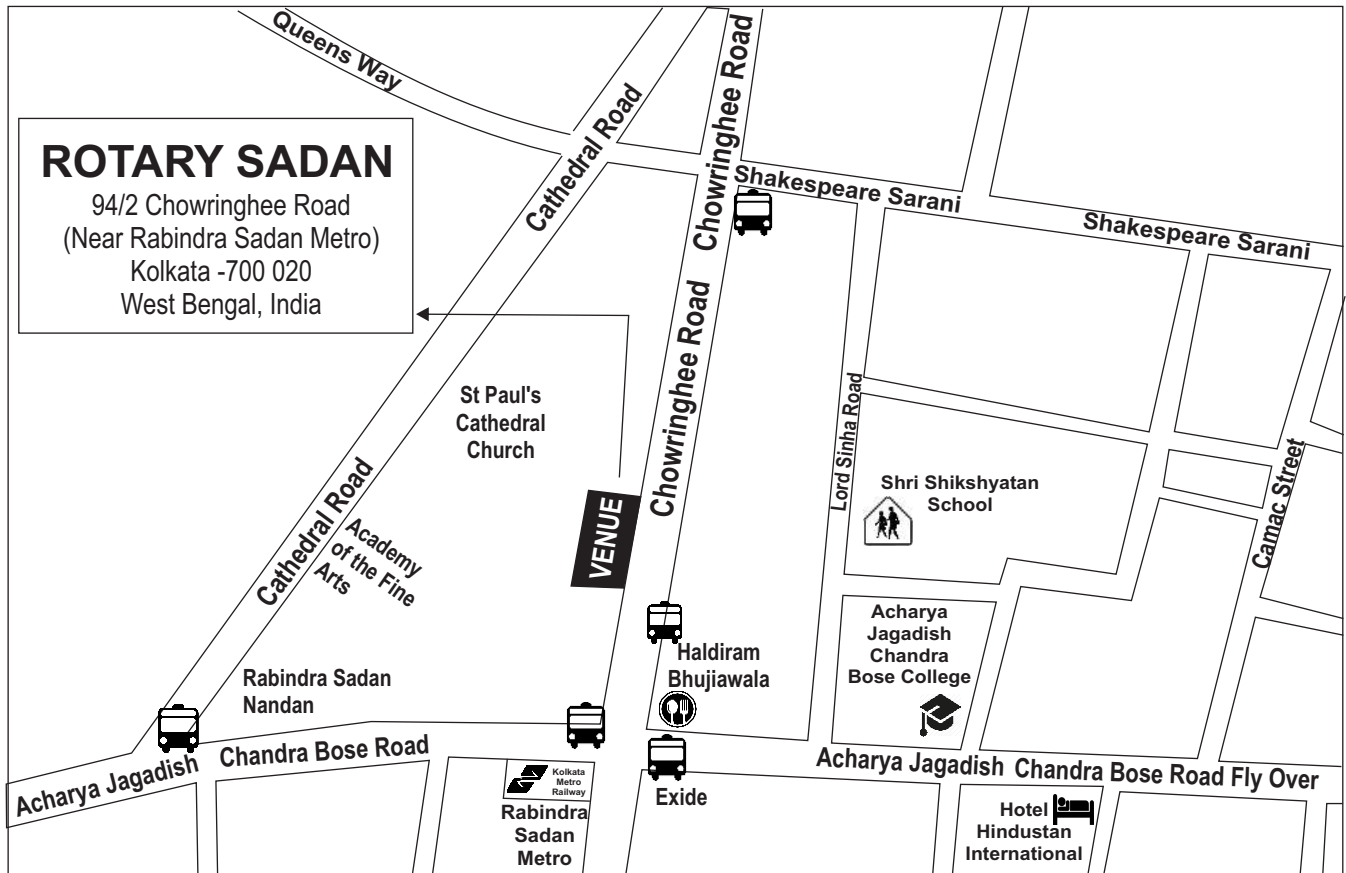 Queens Way
Cathedral Road
Chowringhee Road
ROTARY SADAN
94/2 Chowringhee Road
(Near Rabindra Sadan Metro)
Kolkata -700 020
West Bengal, India
Shakespeare Sarani
Shakespeare Sarani
Chowringhee Road
St Paul's
Cathedral
Church
Lord Sinha Road
Camac Street
Cathedral Road
Academy
of the Fine
Arts
VENUE
Shri Shikshyatan
School
Acharya
Jagadish
Chandra
Bose College
Haldiram
Bhujiawala
Rabindra Sadan
Nandan
Acharya Jagadish Chandra Bose Road
Acharya Jagadish Chandra Bose Road Fly Over
Kolkata
Metro
Railway
Rabindra
Sadan
Metro
Exide
Hotel
Hindustan
International